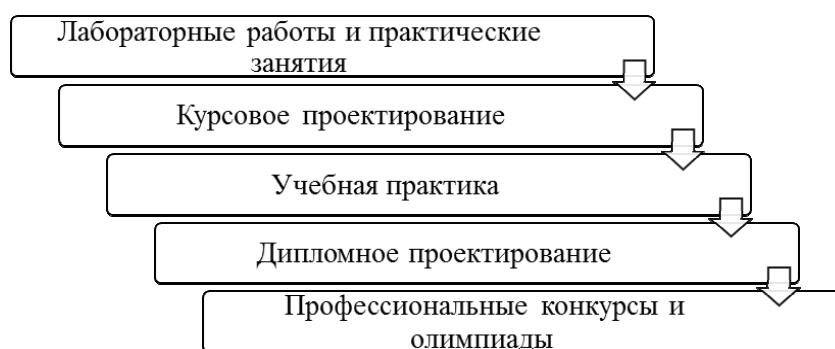 Лабораторные работы и практические
занятия
Курсовое проектирование
Учебная практика
Дипломное проектирование
Профессиональные конкурсы и
олимпиады